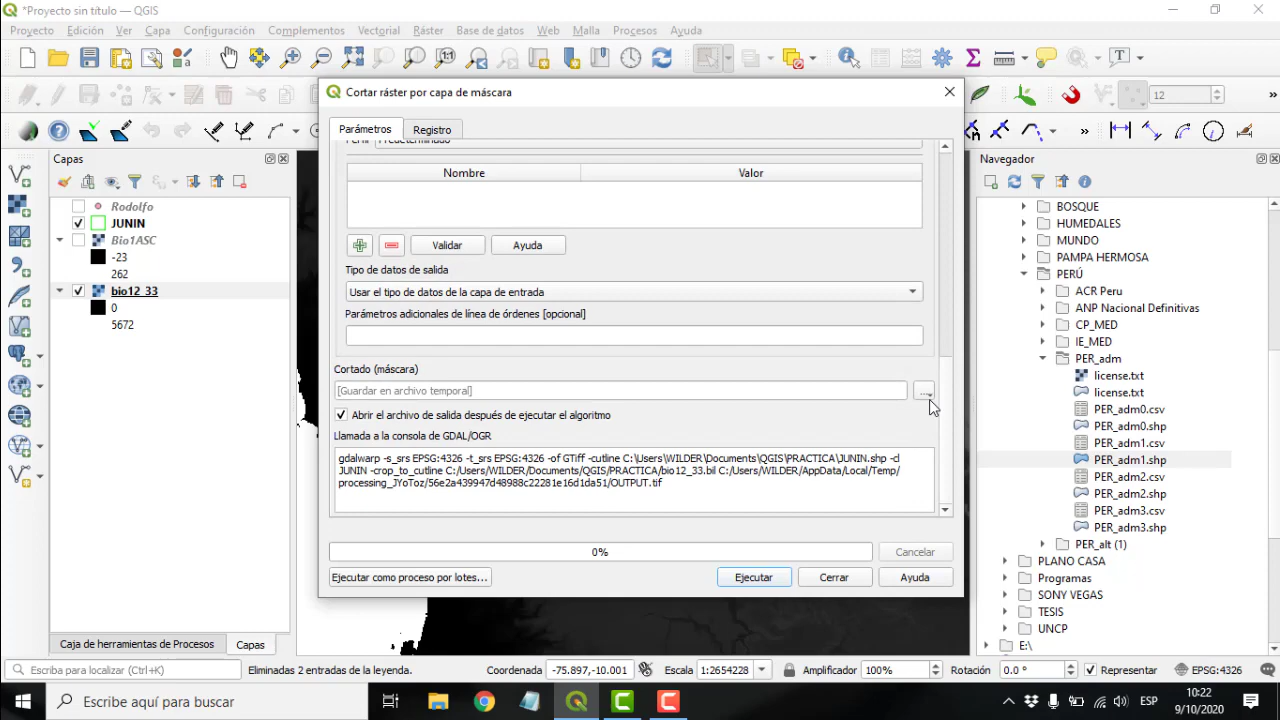 *Proyecto sin título — QGIS
Proyecto Edición Ver Capa Configuración Complementos Vectorial Ráster Base de datos Web Malla Procesos Ayuda
12
»
»
Capas
Rodolfo
JUNIN
Bio1ASC
-23
262
bio12_33
0
5672
Caja de herramientas de Procesos Capas
Cortar ráster por capa de máscara
Parámetros Registro
Perfil Predeterminado
Nombre Valor
Validar Ayuda
Tipo de datos de salida
Usar el tipo de datos de la capa de entrada
Parámetros adicionales de línea de órdenes [opcional]
Cortado (máscara)
[Guardar en archivo temporal]
Abrir el archivo de salida después de ejecutar el algoritmo
Llamada a la consola de GDAL/OGR
gdalwarp -s_srs EPSG:4326 -t_srs EPSG:4326 -of GTiff -cutline C:\Users\WILDER\Documents\QGIS\PRACTICA\JUNIN.shp -cl
JUNIN -crop_to_cutline C:/Users/WILDER/Documents/QGIS/PRACTICA/bio12_33.bil C:/Users/WILDER/AppData/Local/Temp/
processing_JYoToz/56e2a439947d48988c22281e16d1da51/OUTPUT.tif
0% Cancelar
Ejecutar como proceso por lotes... Ejecutar Cerrar Ayuda
Navegador
BOSQUE
HUMEDALES
MUNDO
PAMPA HERMOSA
PERÚ
ACR Peru
ANP Nacional Definitivas
CP_MED
IE_MED
PER_adm
license.txt
license.txt
PER_adm0.csv
PER_adm0.shp
PER_adm1.csv
PER_adm1.shp
PER_adm2.csv
PER_adm2.shp
PER_adm3.csv
PER_adm3.shp
PER_alt (1)
PLANO CASA
Programas
SONY VEGAS
TESIS
UNCP
E:\
Escriba para localizar (Ctrl+K) Eliminadas 2 entradas de la leyenda. Coordenada -75.897,-10.001 Escala 1:2654228 Amplificador 100% Rotación 0.0 ° Representar EPSG:4326
Escribe aquí para buscar ESP 10:22
9/10/2020